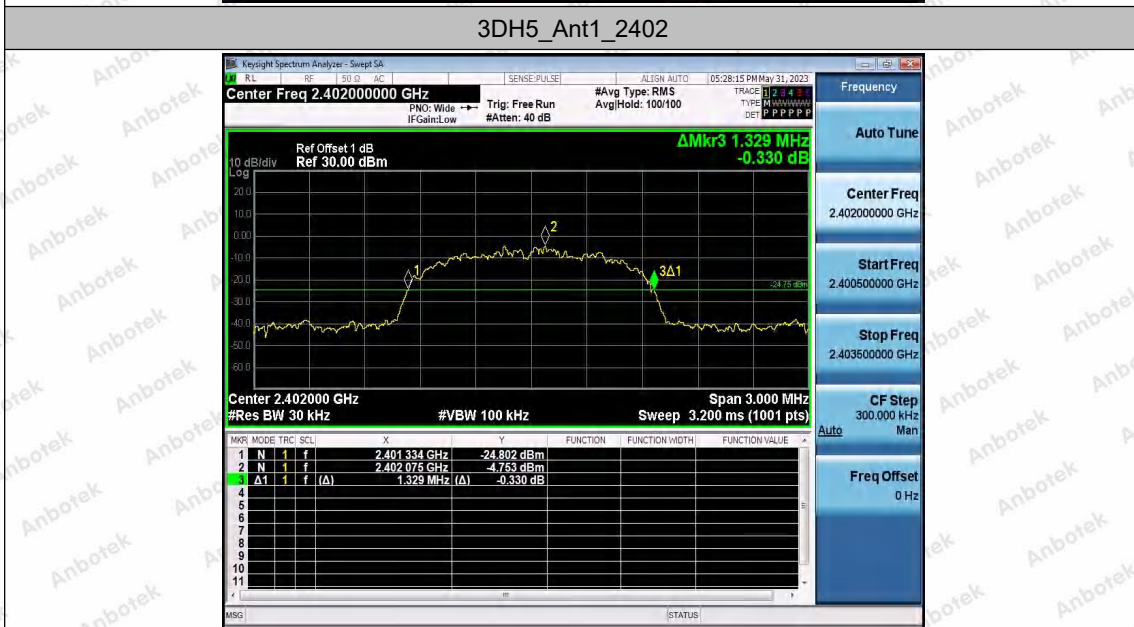 3DH5_Ant1_2402
Keysight Spectrum Analyzer - Swept SA
RL RF 50 Ω AC SENSE:PULSE ALIGN AUTO 05:28:15 PM May 31, 2023
Center Freq 2.402000000 GHz
PNO: Wide
IFGain:Low
Trig: Free Run
#Atten: 40 dB
#Avg Type: RMS
Avg|Hold: 100/100
TRACE 1 2 3 4 5 6
TYPE M W W W W W
DET P P P P P P
ΔMkr3 1.329 MHz
-0.330 dB
Ref Offset 1 dB
10 dB/div Ref 30.00 dBm
Log
20.0
10.0
0.00
-10.0
-20.0
-30.0
-40.0
-50.0
-60.0
1
2
3Δ1
-24.75 dBm
Center 2.402000 GHz Span 3.000 MHz
#Res BW 30 kHz #VBW 100 kHz Sweep 3.200 ms (1001 pts)
MKR MODE TRC SCL X Y FUNCTION FUNCTION WIDTH FUNCTION VALUE
1 N 1 f 2.401 334 GHz -24.802 dBm
2 N 1 f 2.402 075 GHz -4.753 dBm
3 Δ1 1 f (Δ) 1.329 MHz (Δ) -0.330 dB
4
5
6
7
8
9
10
11
MSG STATUS
Frequency
Auto Tune
Center Freq
2.402000000 GHz
Start Freq
2.400500000 GHz
Stop Freq
2.403500000 GHz
CF Step
300.000 kHz
Auto Man
Freq Offset
0 Hz
Anbotek